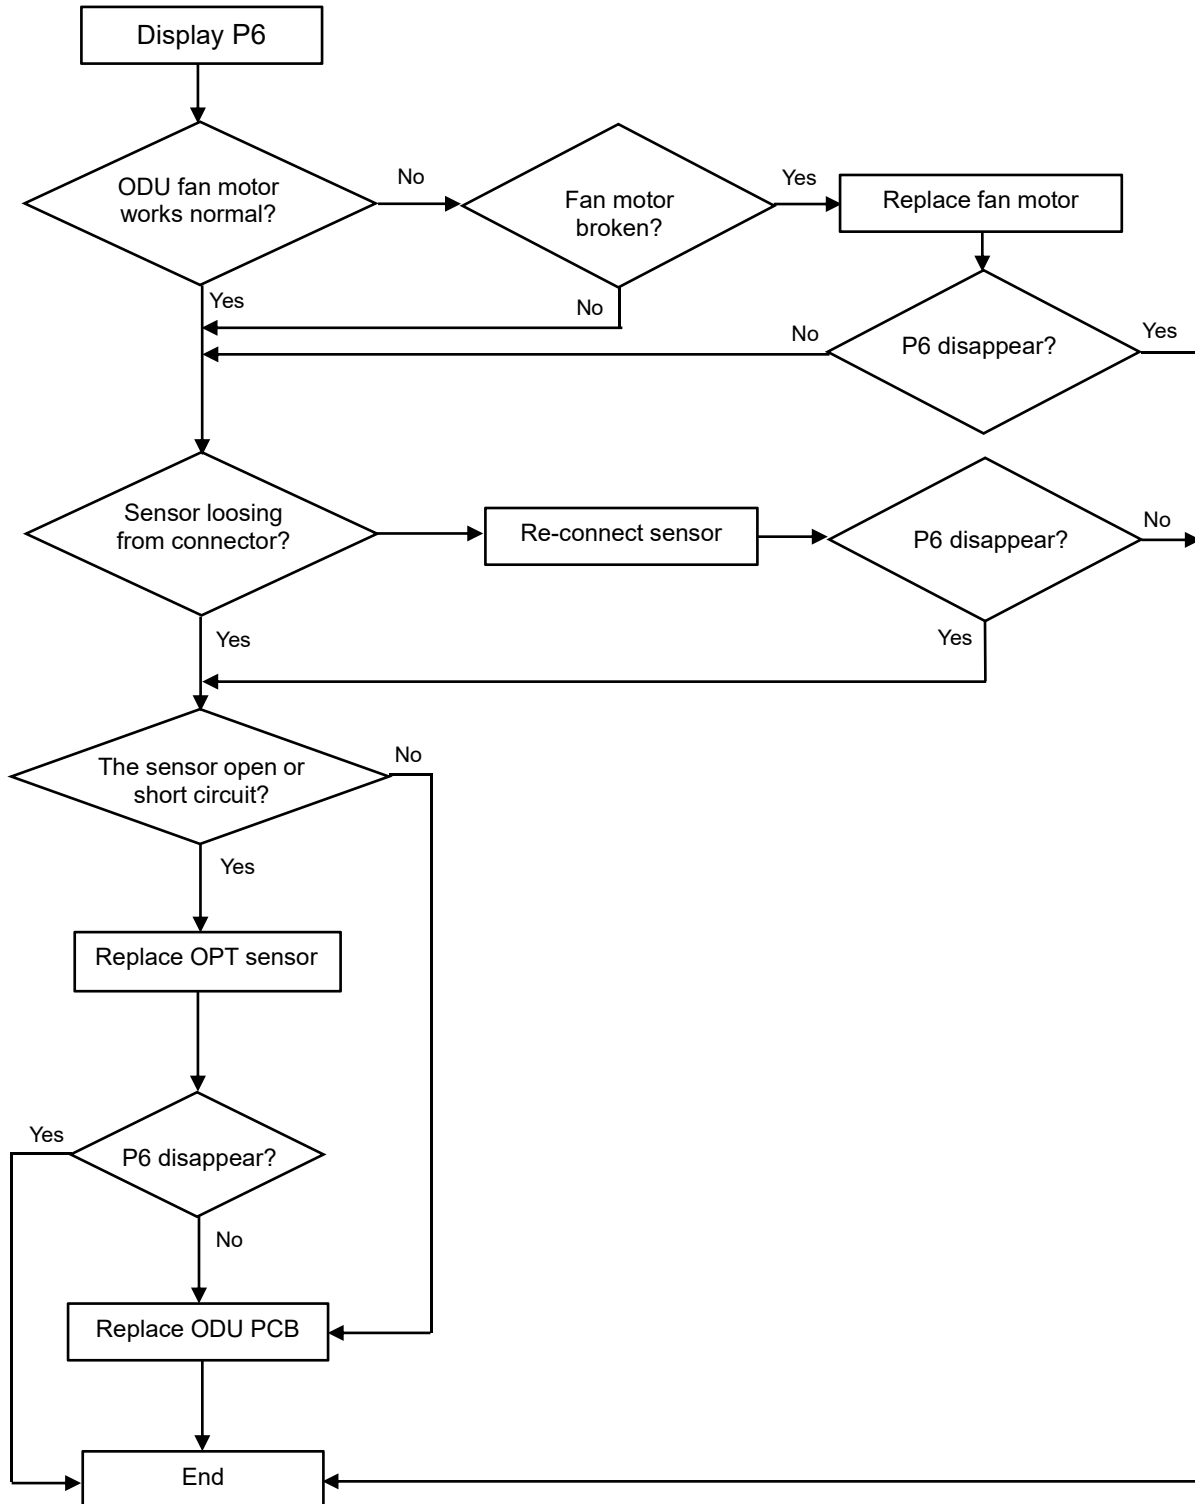 Display P6
ODU fan motor
works normal?
No
Fan motor
broken?
Yes
Replace fan motor
Yes
No
No
P6 disappear?
Yes
Sensor loosing
from connector?
Re-connect sensor
P6 disappear?
No
Yes
Yes
The sensor open or
short circuit?
No
Yes
Replace OPT sensor
Yes
P6 disappear?
No
Replace ODU PCB
End